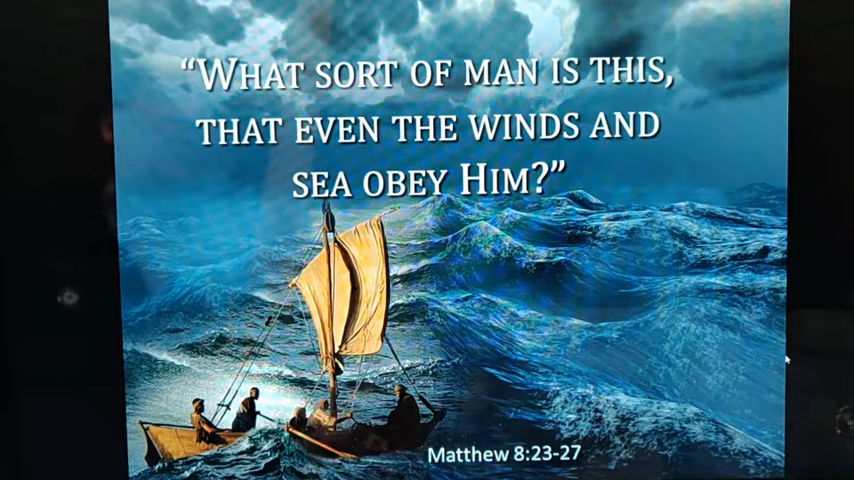 “What sort of man is this,
that even the winds and
sea obey Him?”
Matthew 8:23-27